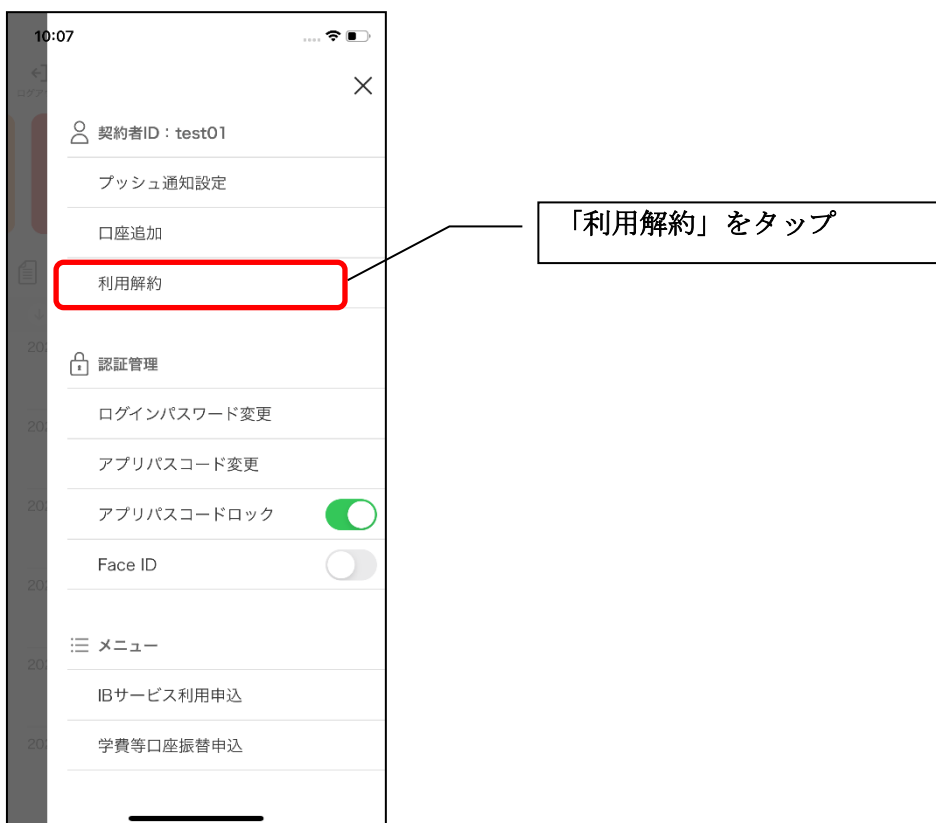 10:07
契約者ID:test01
プッシュ通知設定
口座追加
利用解約
「利用解約」をタップ
認証管理
ログインパスワード変更
アプリパスコード変更
アプリパスコードロック
Face ID
メニュー
IBサービス利用申込
学費等口座振替申込